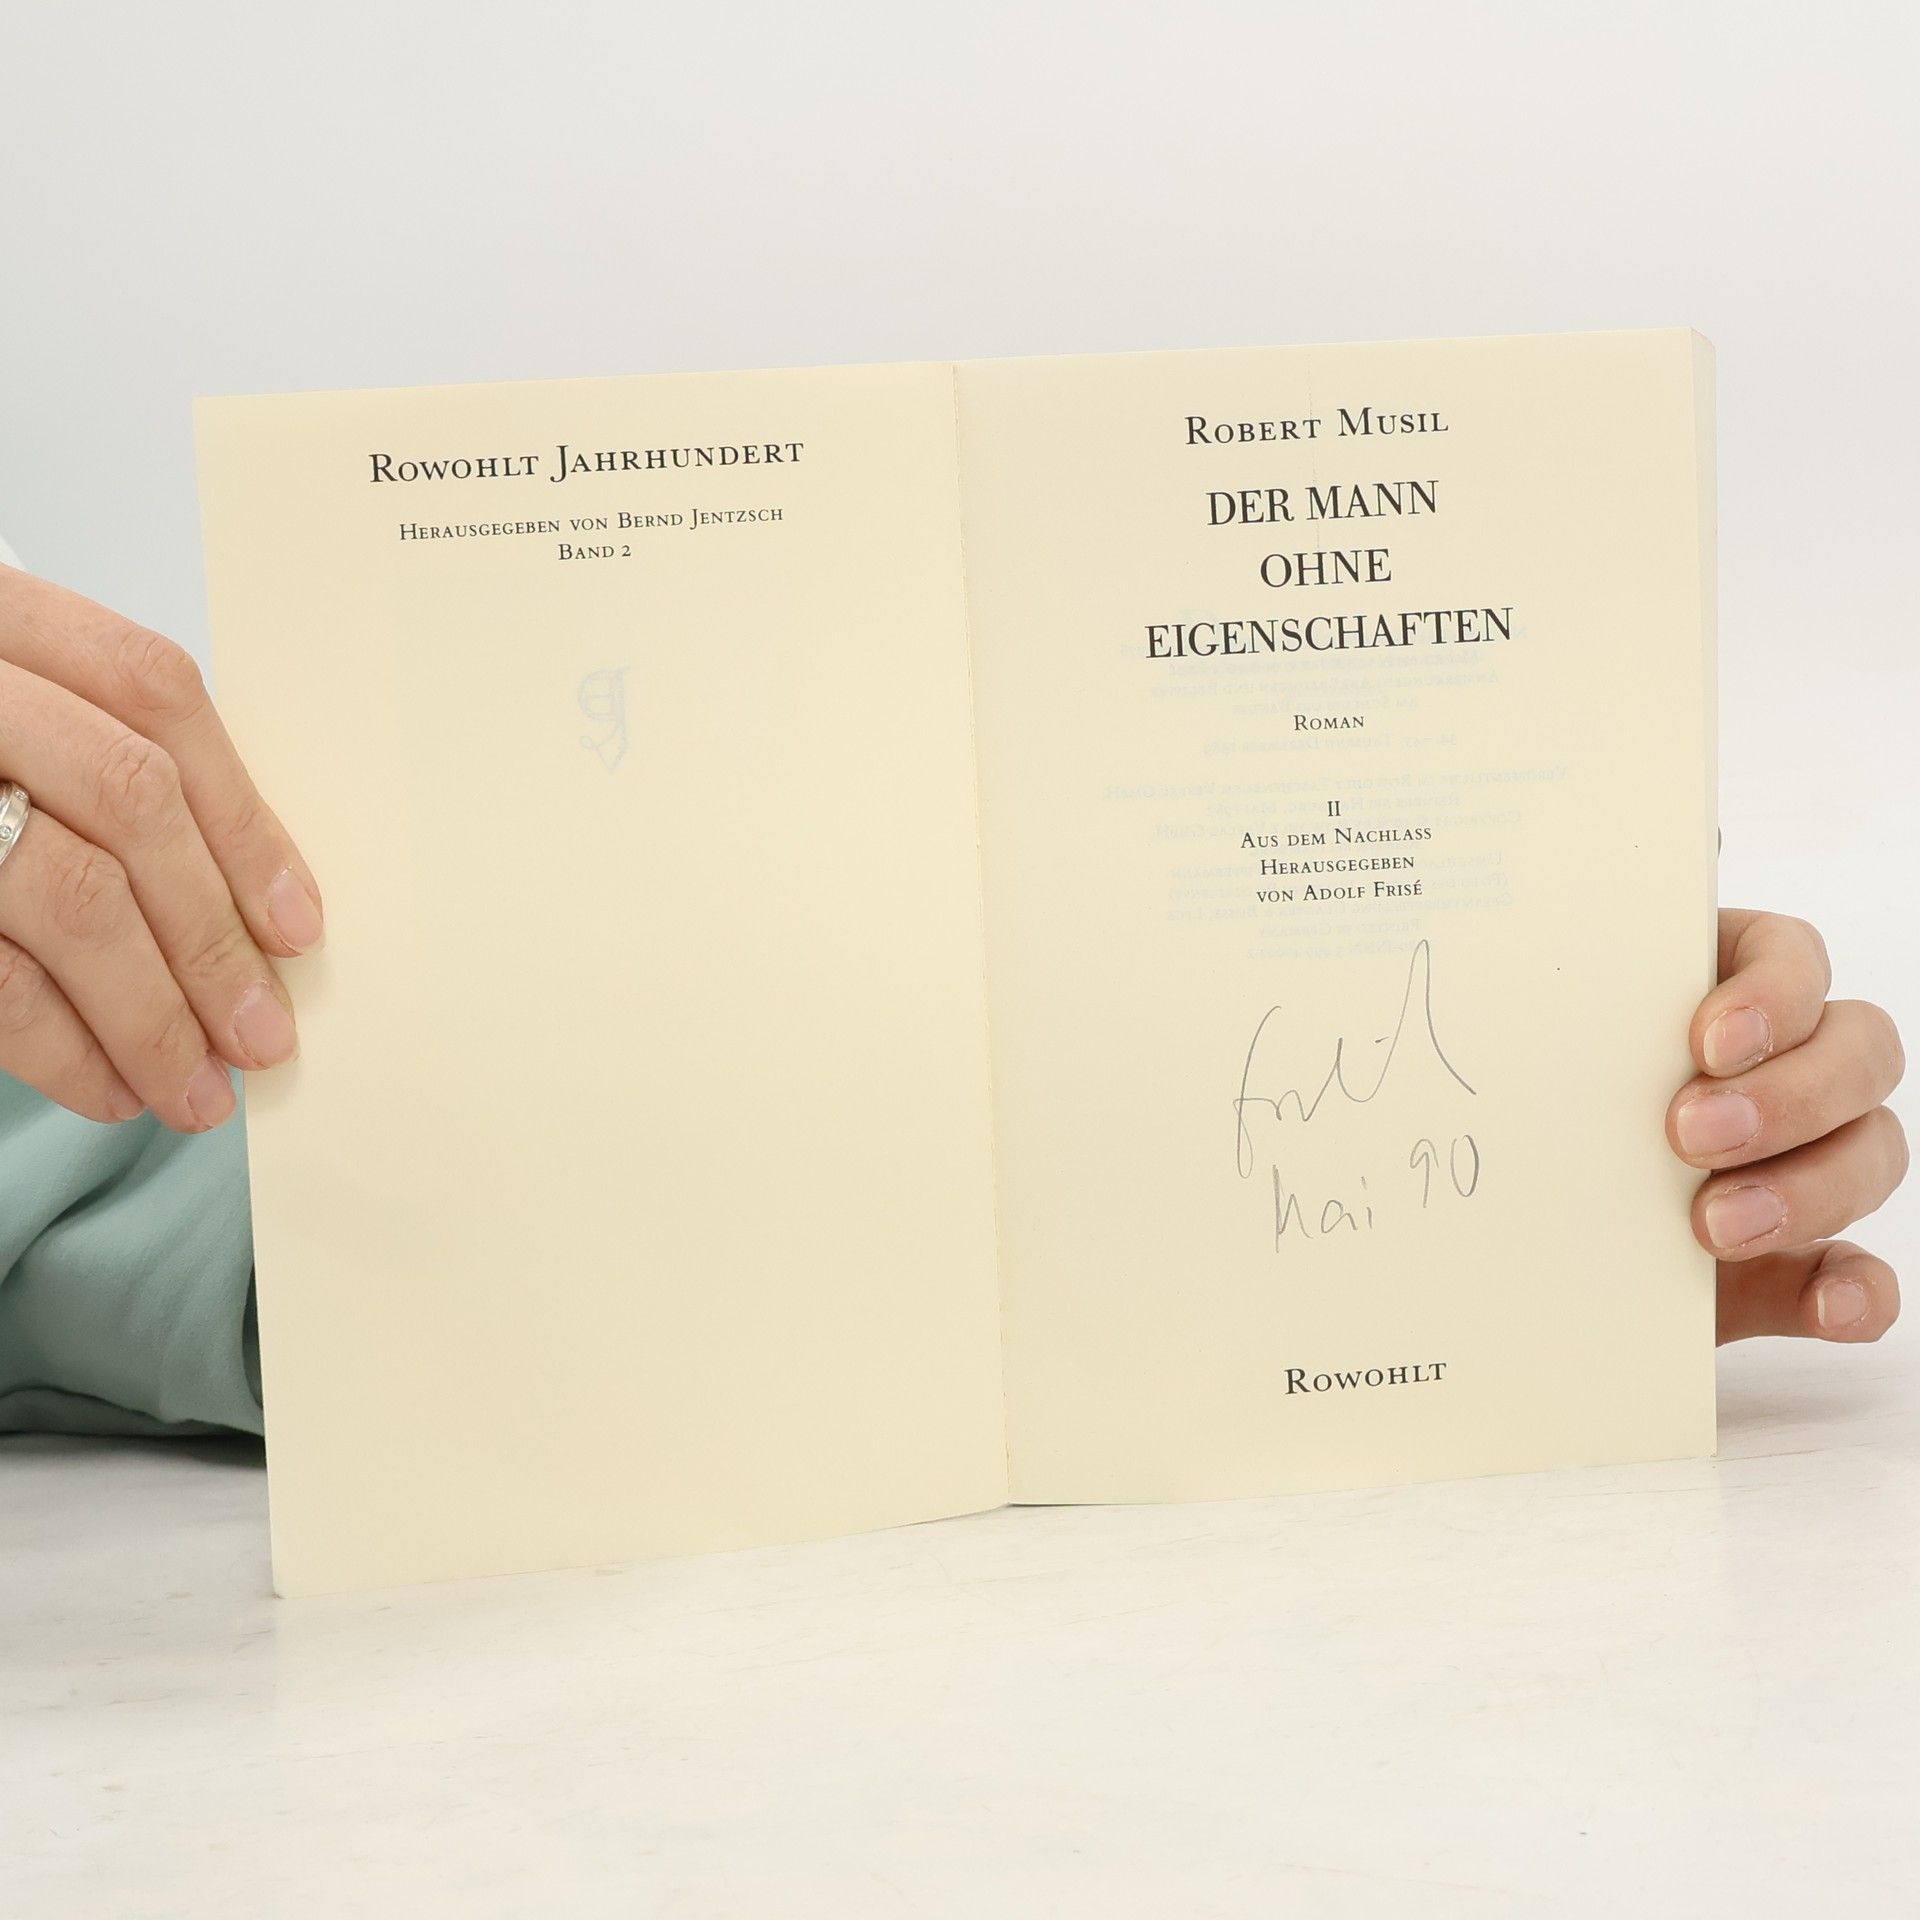 ROWOHLT JAHRHUNDERT
HERAUSGEGEBEN VON BERND JENTZSCH
BAND 2
ROBERT MUSIL
DER MANN
OHNE
EIGENSCHAFTEN
ROMAN
II
AUS DEM NACHLASS
HERAUSGEGEBEN
VON ADOLF FRISÉ
Mai 90
ROWOHLT